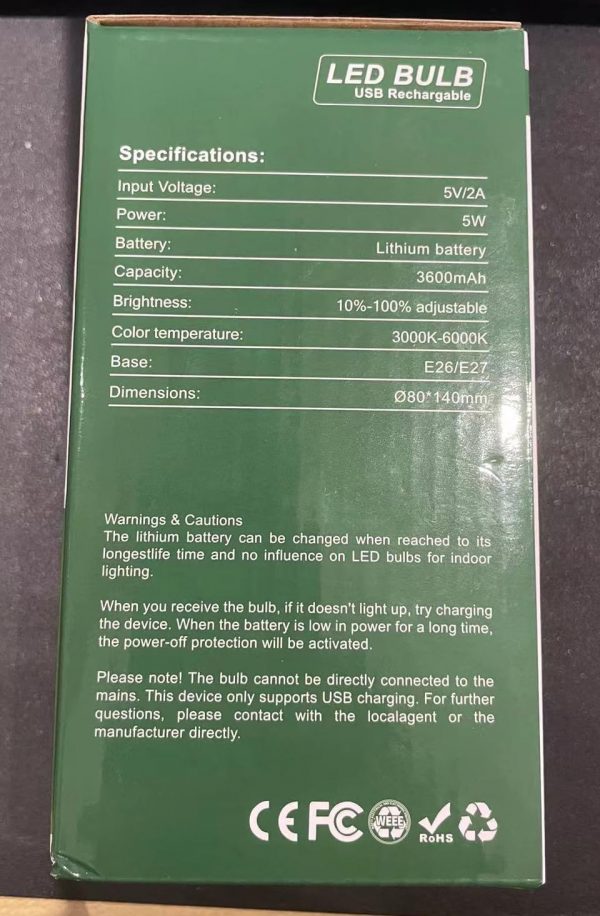 LED BULB
USB Rechargable
Specifications:
Input Voltage: 5V/2A
Power: 5W
Battery: Lithium battery
Capacity: 3600mAh
Brightness: 10%-100% adjustable
Color temperature: 3000K-6000K
Base: E26/E27
Dimensions: Ø80*140mm
Warnings & Cautions
The lithium battery can be changed when reached to its
longestlife time and no influence on LED bulbs for indoor
lighting.
When you receive the bulb, if it doesn't light up, try charging
the device. When the battery is low in power for a long time,
the power-off protection will be activated.
Please note! The bulb cannot be directly connected to the
mains. This device only supports USB charging. For further
questions, please contact with the localagent or the
manufacturer directly.
CE FC WEEE RoHS